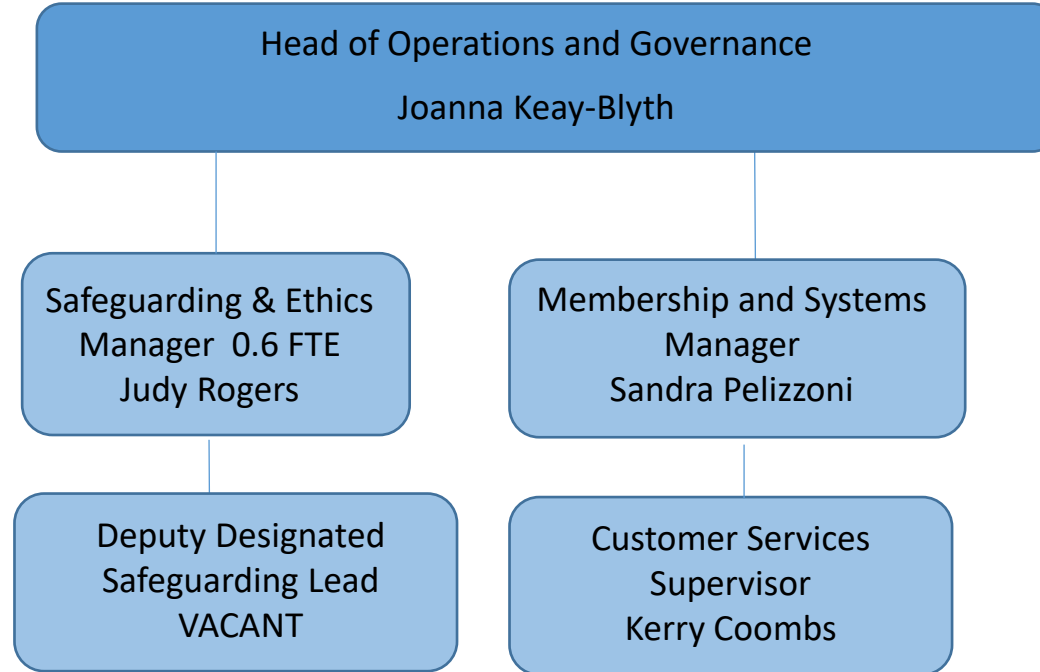 Head of Operations and Governance
Joanna Keay-Blyth
Safeguarding & Ethics
Manager 0.6 FTE
Judy Rogers
Membership and Systems
Manager
Sandra Pelizzoni
Deputy Designated
Safeguarding Lead
VACANT
Customer Services
Supervisor
Kerry Coombs